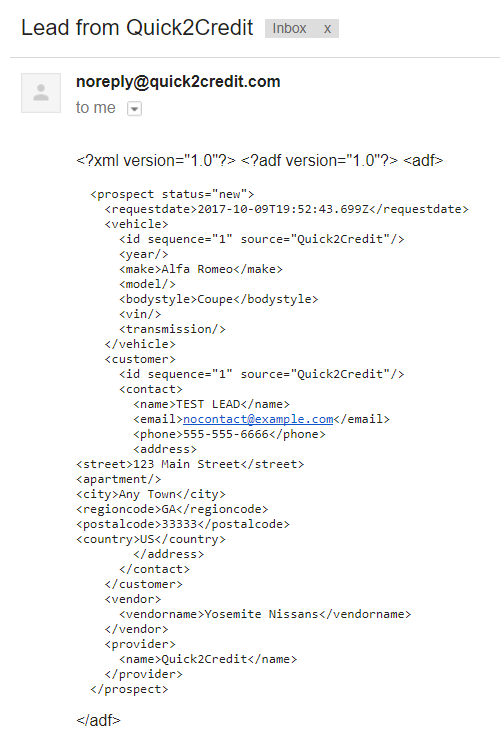 Lead from Quick2Credit Inbox x
noreply@quick2credit.com
to me
<?xml version="1.0"?> <?adf version="1.0"?> <adf>
<prospect status="new">
<requestdate>2017-10-09T19:52:43.699Z</requestdate>
<vehicle>
<id sequence="1" source="Quick2Credit"/>
<year/>
<make>Alfa Romeo</make>
<model/>
<bodystyle>Coupe</bodystyle>
<vin/>
<transmission/>
</vehicle>
<customer>
<id sequence="1" source="Quick2Credit"/>
<contact>
<name>TEST LEAD</name>
<email>nocontact@example.com</email>
<phone>555-555-6666</phone>
<address>
<street>123 Main Street</street>
<apartment/>
<city>Any Town</city>
<regioncode>GA</regioncode>
<postalcode>33333</postalcode>
<country>US</country>
</address>
</contact>
</customer>
<vendor>
<vendorname>Yosemite Nissans</vendorname>
</vendor>
<provider>
<name>Quick2Credit</name>
</provider>
</prospect>
</adf>